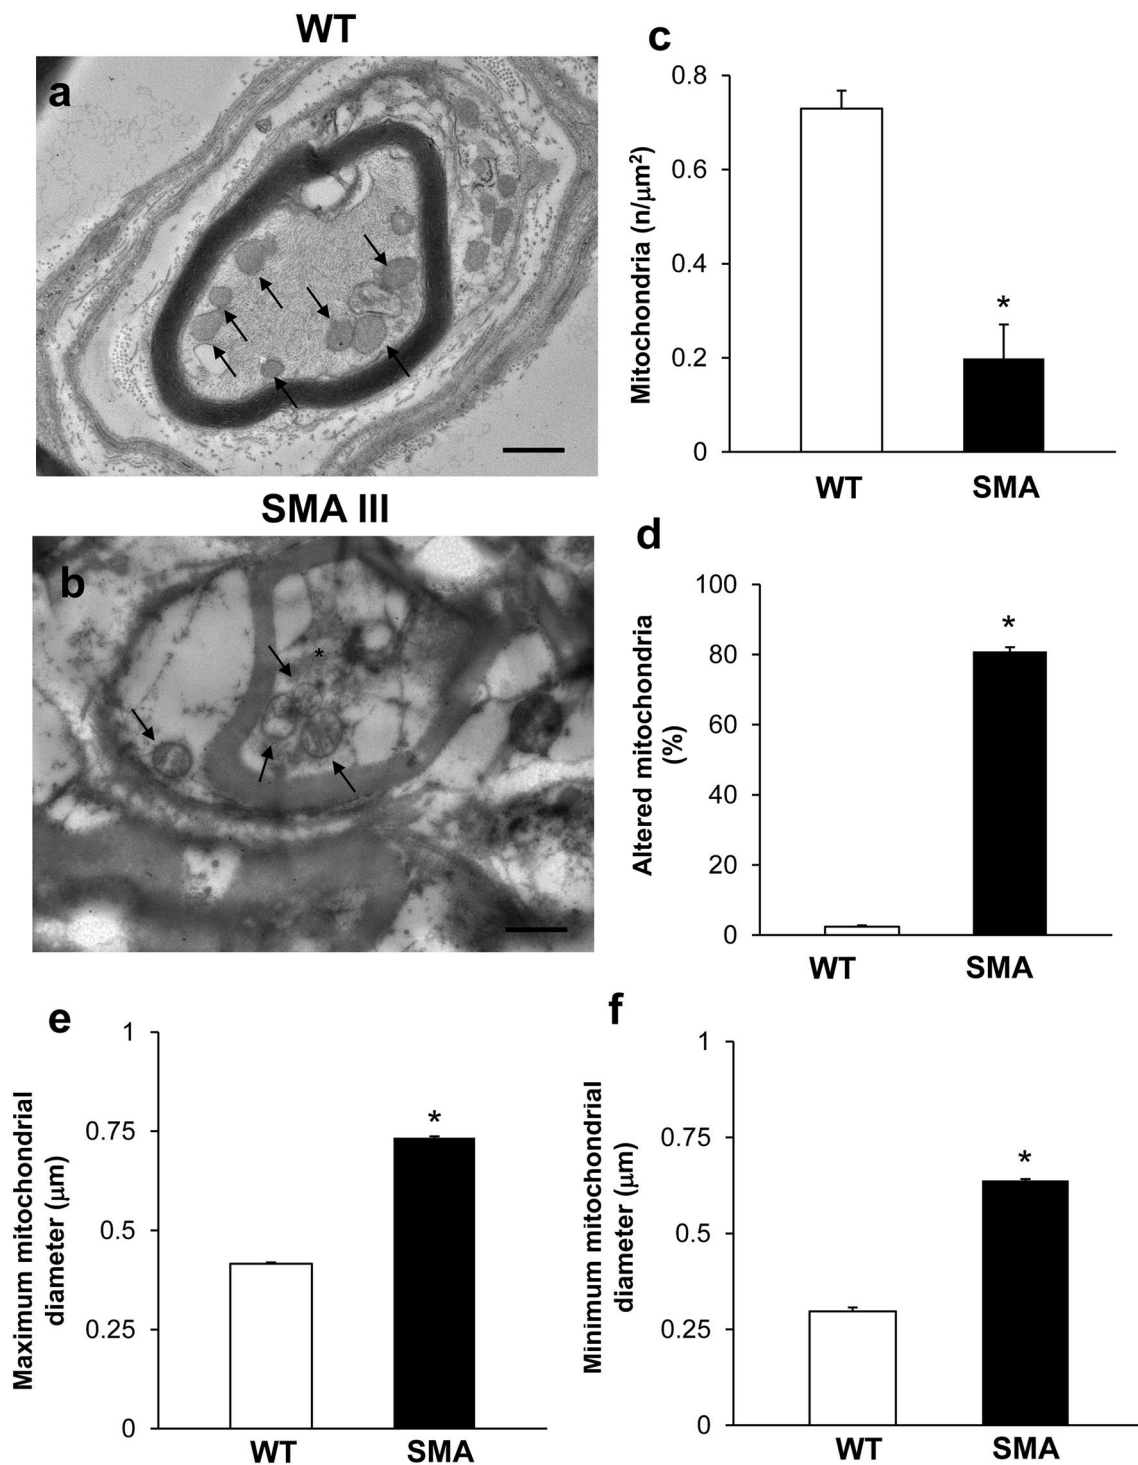 WT
a
SMA III
b
*
c
Mitochondria (n/μm²)
0.8
0.6
0.4
0.2
0
*
WT SMA
d
Altered mitochondria
(%)
100
80
60
40
20
0
*
WT SMA
e
Maximum mitochondrial
diameter (μm)
1
0.75
0.5
0.25
0
*
WT SMA
f
Minimum mitochondrial
diameter (μm)
1
0.75
0.5
0.25
0
*
WT SMA